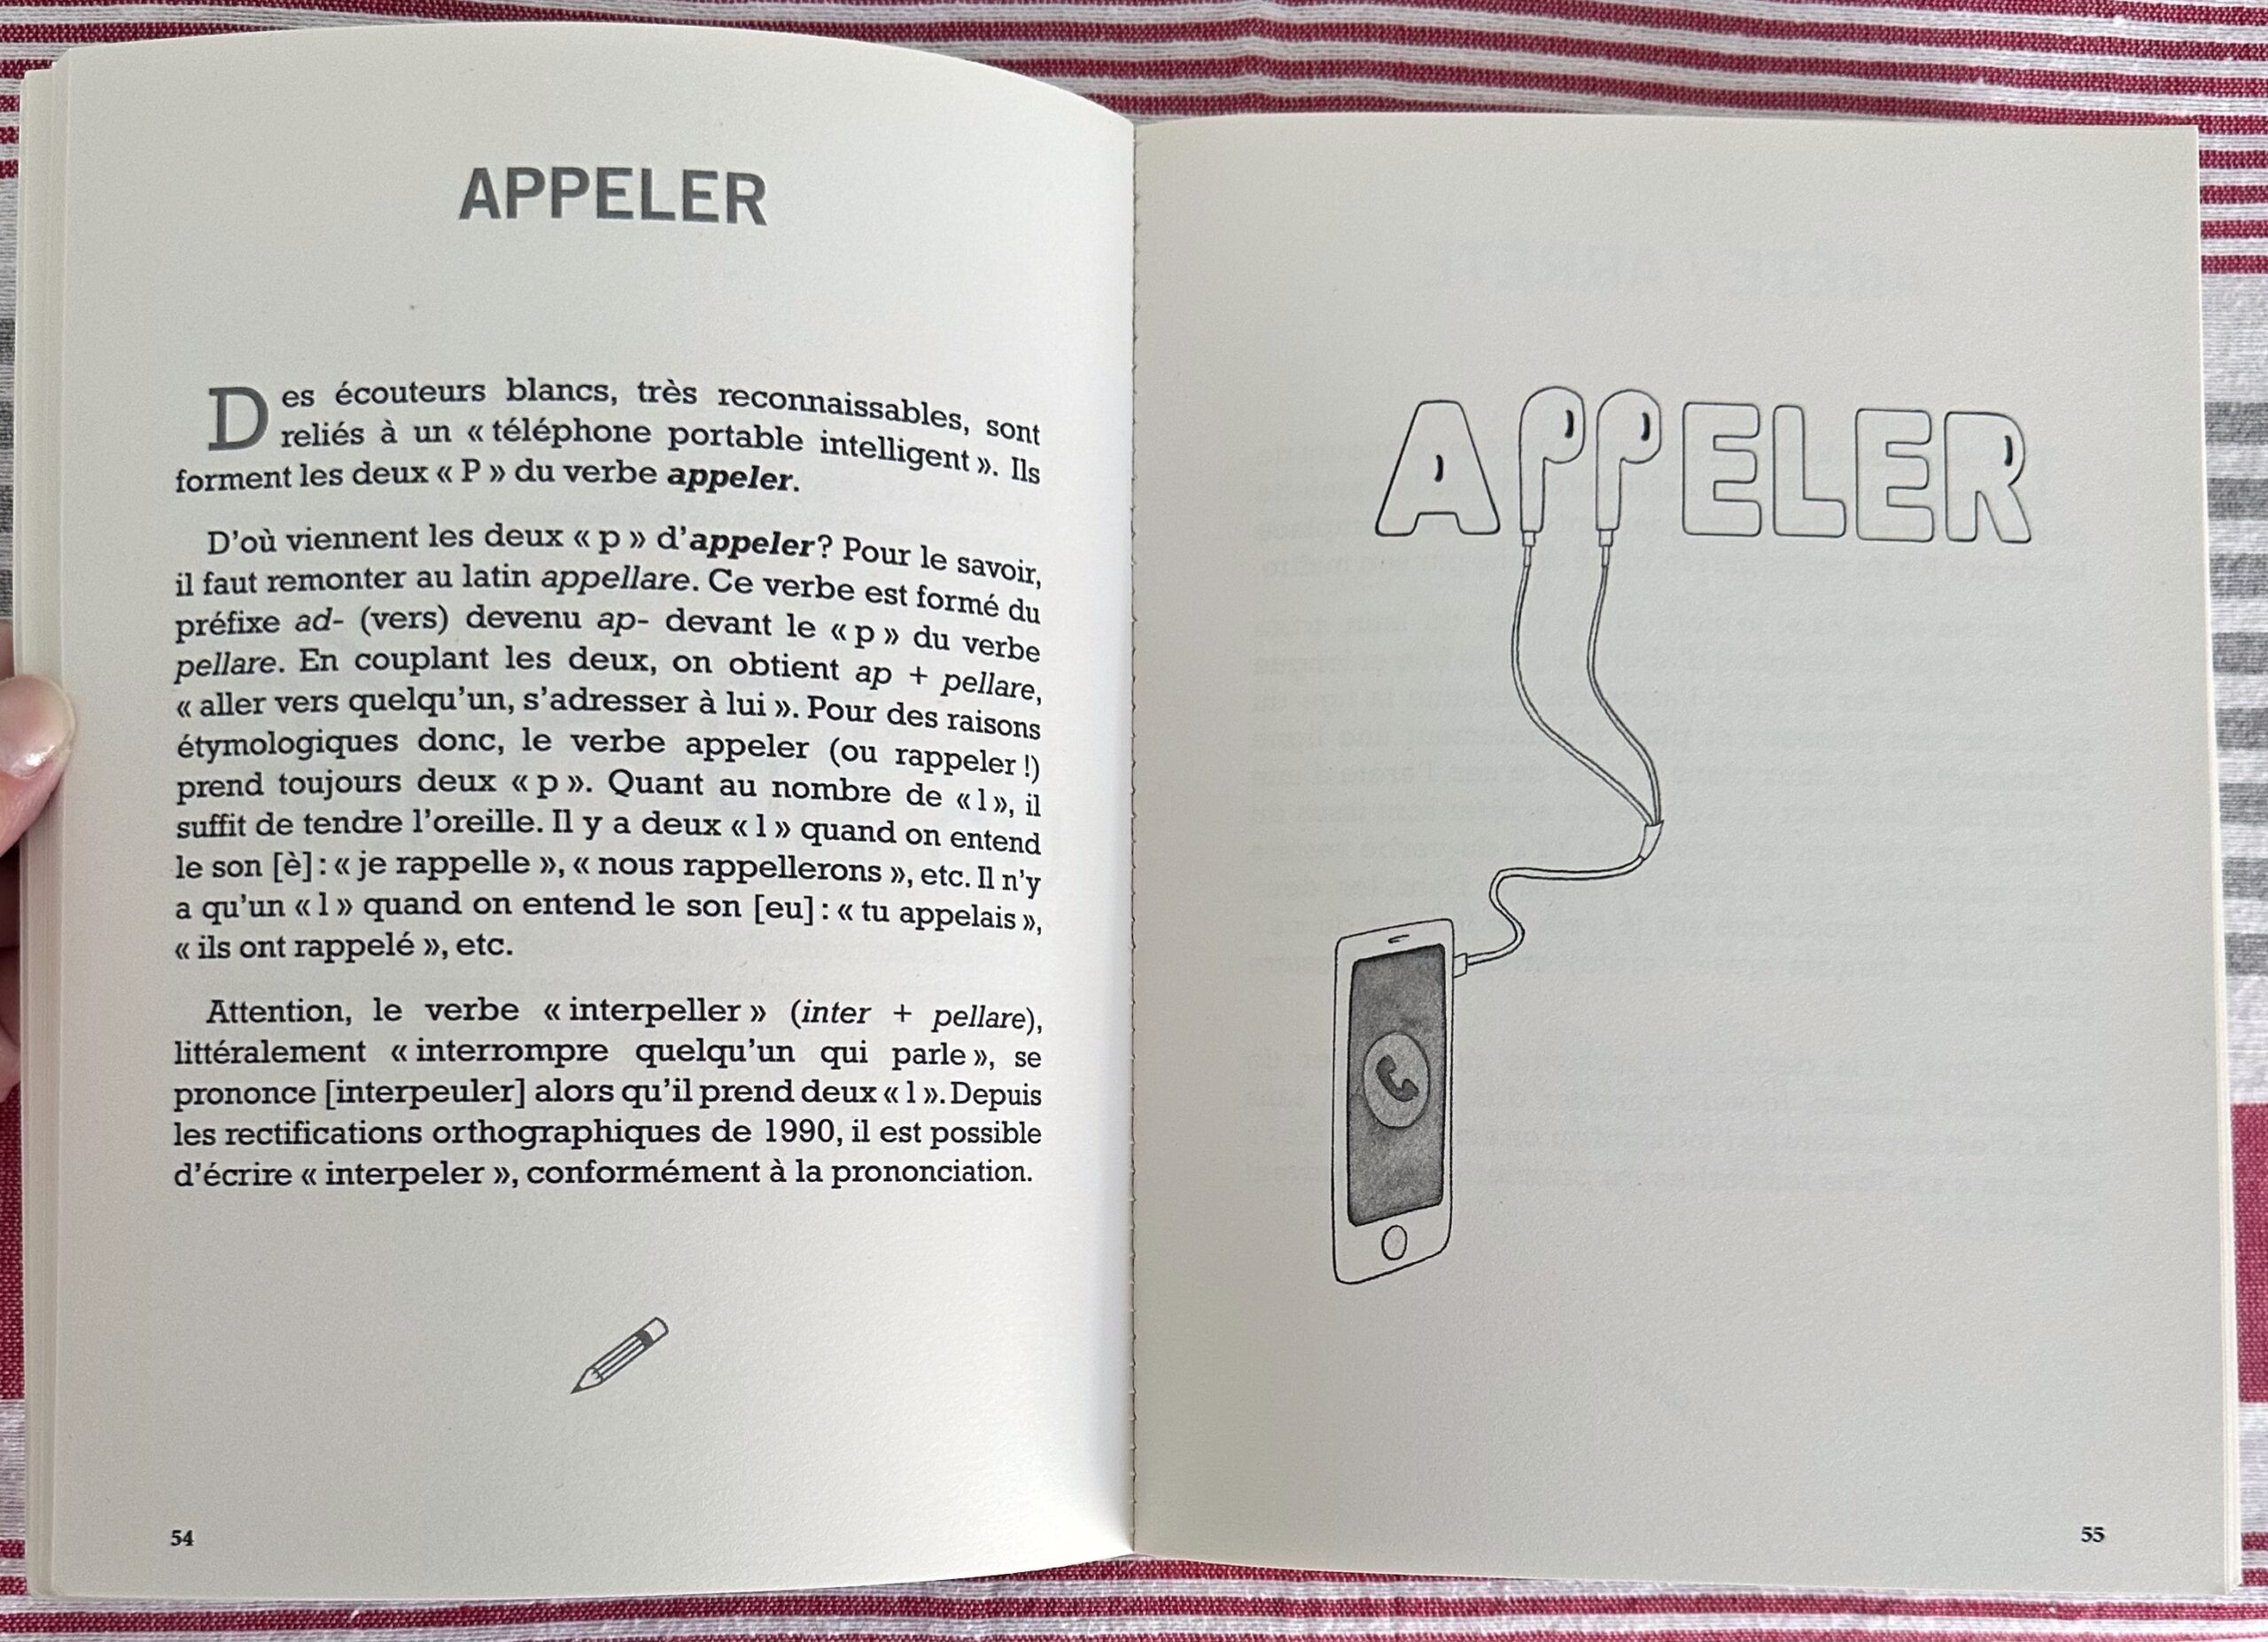 APPELER
Des écouteurs blancs, très reconnaissables, sont
reliés à un « téléphone portable intelligent ». Ils
forment les deux « P » du verbe appeler.
D'où viennent les deux « p » d'appeler? Pour le savoir,
il faut remonter au latin appellare. Ce verbe est formé du
préfixe ad- (vers) devenu ap- devant le « p » du verbe
pellare. En couplant les deux, on obtient ap + pellare,
« aller vers quelqu'un, s'adresser à lui ». Pour des raisons
étymologiques donc, le verbe appeler (ou rappeler !)
prend toujours deux « p ». Quant au nombre de « l », il
suffit de tendre l'oreille. Il y a deux « l » quand on entend
le son [è] : « je rappelle », « nous rappellerons », etc. Il n'y
a qu'un « l » quand on entend le son [eu] : « tu appelais »,
« ils ont rappelé », etc.
Attention, le verbe « interpeller » (inter + pellare),
littéralement « interrompre quelqu'un qui parle », se
prononce [interpeuler] alors qu'il prend deux « l ». Depuis
les rectifications orthographiques de 1990, il est possible
d'écrire « interpeler », conformément à la prononciation.
54
APPELER
55